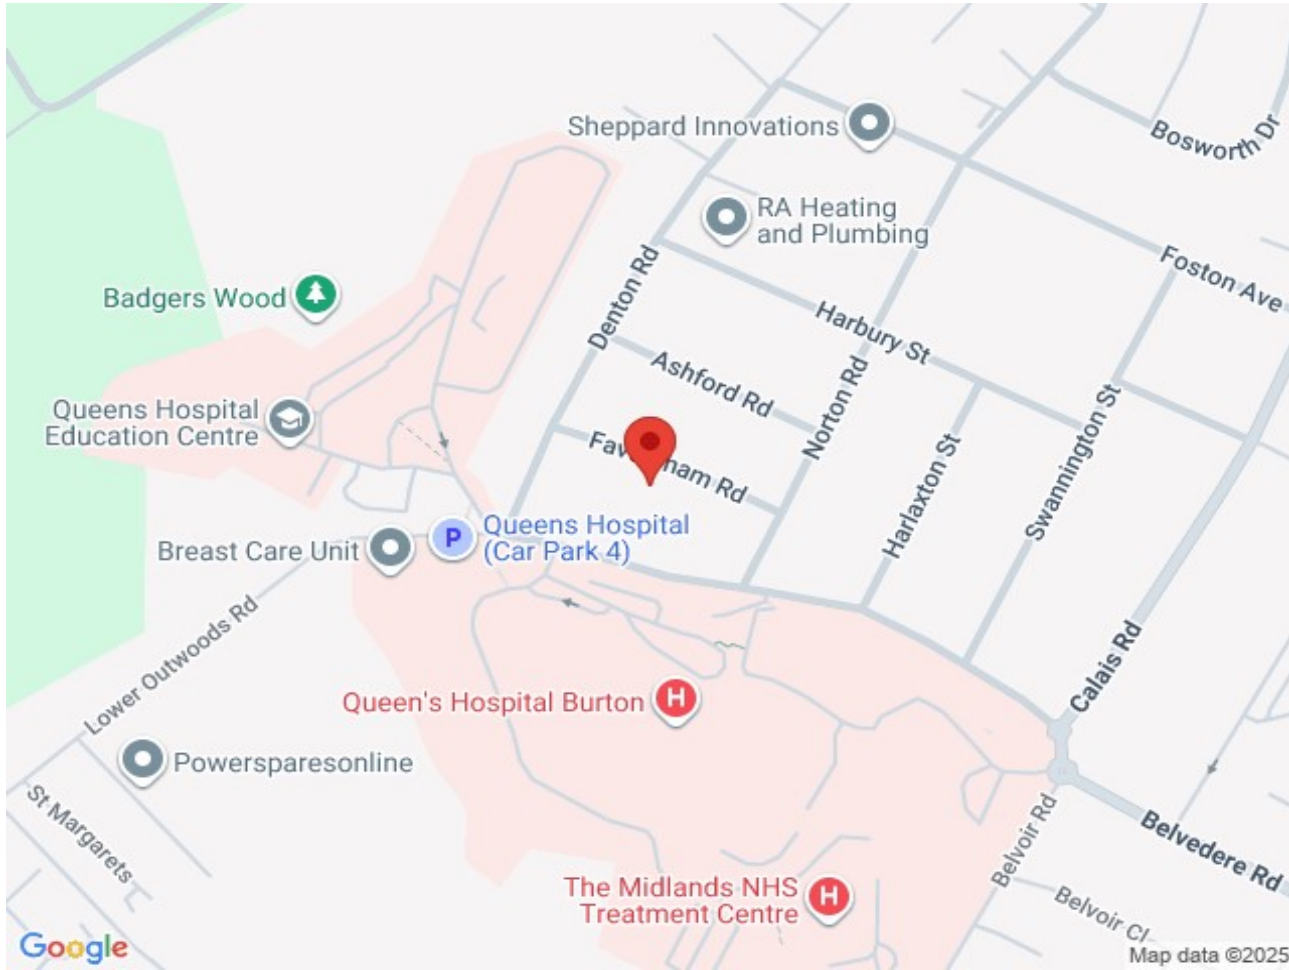 Sheppard Innovations
Bosworth Dr
RA Heating
and Plumbing
Foston Ave
Denton Rd
Badgers Wood
Harbury St
Ashford Rd
Norton Rd
Queens Hospital
Education Centre
Swannington St
Harlaxton St
Rd
P
Queens Hospital
(Car Park 4)
Breast Care Unit
Lower Outwoods Rd
Calais Rd
Queen's Hospital Burton
H
Powersparesonline
St Margarets
Belvoir Rd
Belvedere Rd
The Midlands NHS
Treatment Centre
H
Belvoir Cl
Google
Map data ©2025